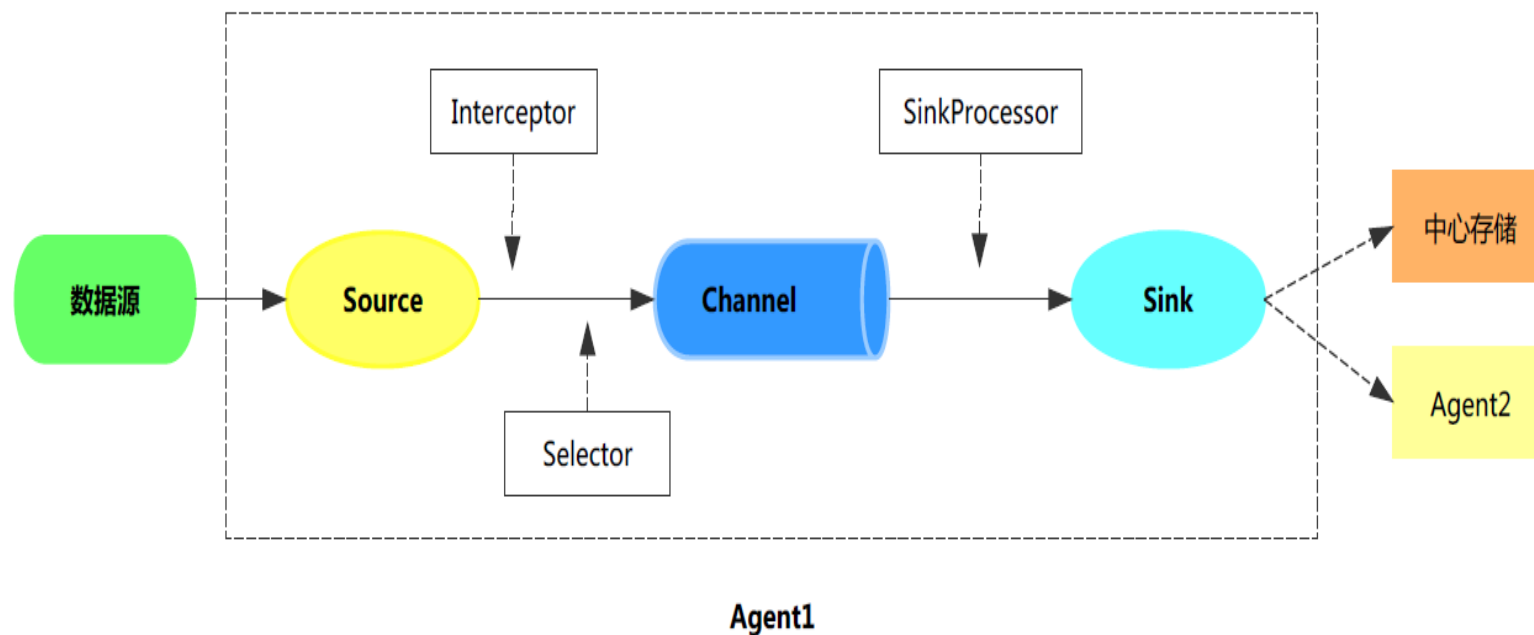 Interceptor
SinkProcessor
数据源
Source
Channel
Sink
中心存储
Selector
Agent2
Agent1